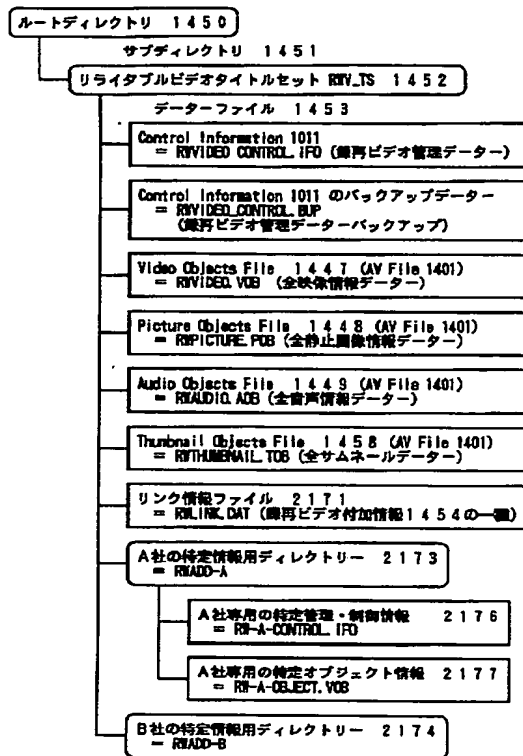 ルートディレクトリ 1450
サブディレクトリ 1451
リライタブルビデオタイトルセット RWV_TS 1452
データーファイル 1453
Control Information 1011
= RWVIDEO CONTROL.IFO (録再ビデオ管理データー)
Control Information 1011 のバックアップデーター
= RWVIDEO_CONTROL.BUP
(録再ビデオ管理データーバックアップ)
Video Objects File 1447 (AV File 1401)
= RWVIDEO.VOB (全映像情報データー)
Picture Objects File 1448 (AV File 1401)
= RWPICTURE.POB (全静止画像情報データー)
Audio Objects File 1449 (AV File 1401)
= RWAUDIO.AOB (全音声情報データー)
Thumbnail Objects File 1458 (AV File 1401)
= RWTHUMBNAIL_TOB (全サムネールデーター)
リンク情報ファイル 2171
= RWLINK.DAT (録再ビデオ付加情報1454の一種)
A社の特定情報用ディレクトリー 2173
= RWADD-A
A社専用の特定管理・制御情報 2176
= RW-A-CONTROL.IFO
A社専用の特定オブジェクト情報 2177
= RW-A-OBJECT.VOB
B社の特定情報用ディレクトリー 2174
= RWADD-B